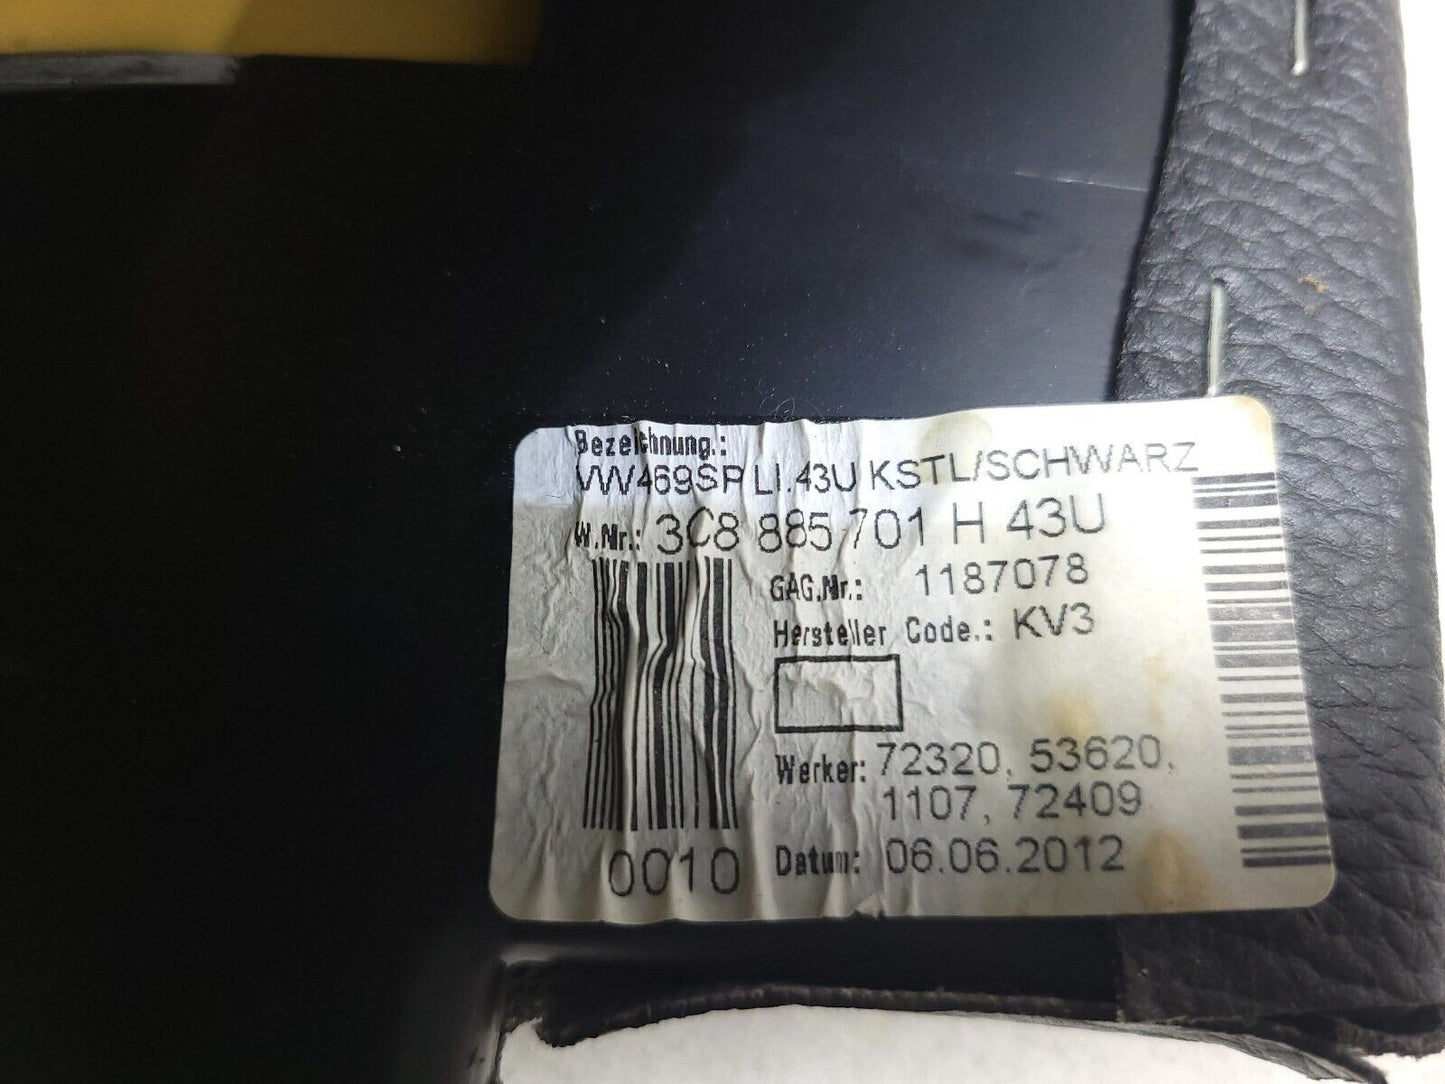 Bezeichnung.:
VW469SP LI.43U KSTL/SCHWARZ
W.Nr.: 3C8 885 701 H 43U
GAG.Nr.: 1187078
Hersteller Code.: KV3
Werker: 72320, 53620,
1107, 72409
0010
Datum: 06.06.2012